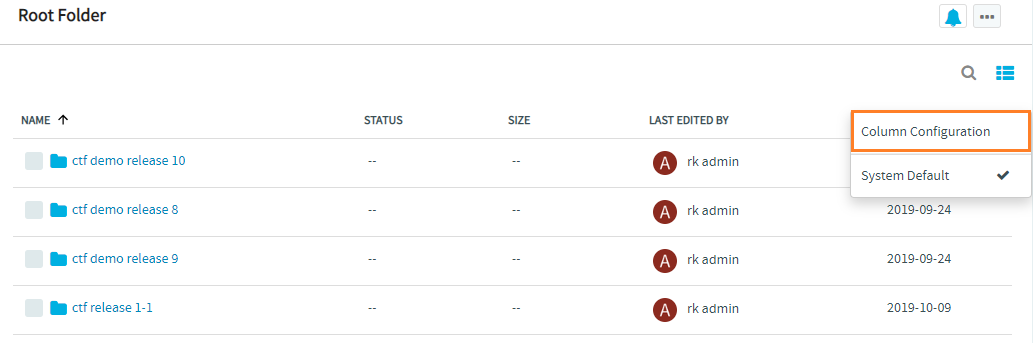 Root Folder
NAME STATUS SIZE LAST EDITED BY
Column Configuration
ctf demo release 10 -- -- A rk admin
System Default
ctf demo release 8 -- -- A rk admin 2019-09-24
ctf demo release 9 -- -- A rk admin 2019-09-24
ctf release 1-1 -- -- A rk admin 2019-10-09